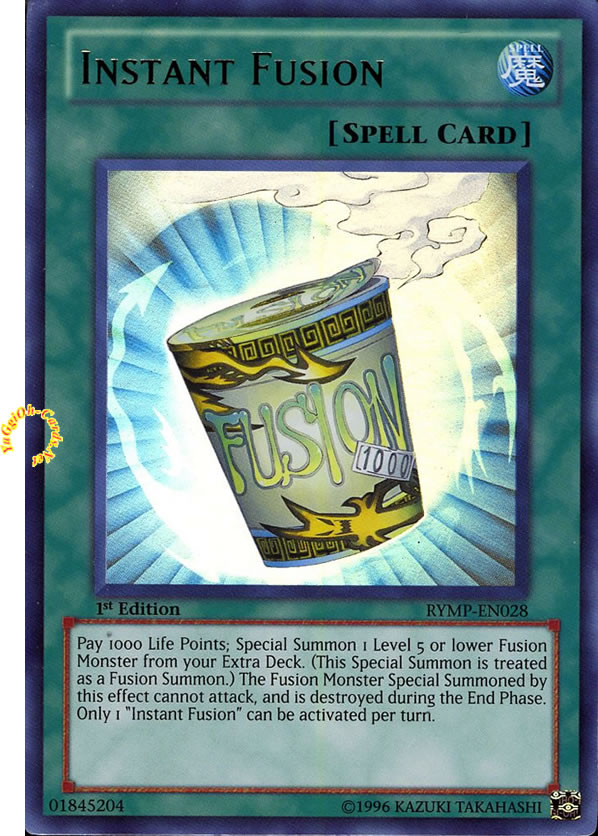 INSTANT FUSION
SPELL
魔
[SPELL CARD]
FUSION
1000
YuGgiOh-Cards.Net
1st Edition
RYMP-EN028
Pay 1000 Life Points; Special Summon 1 Level 5 or lower Fusion
Monster from your Extra Deck. (This Special Summon is treated
as a Fusion Summon.) The Fusion Monster Special Summoned by
this effect cannot attack, and is destroyed during the End Phase.
Only 1 "Instant Fusion" can be activated per turn.
01845204
©1996 KAZUKI TAKAHASHI